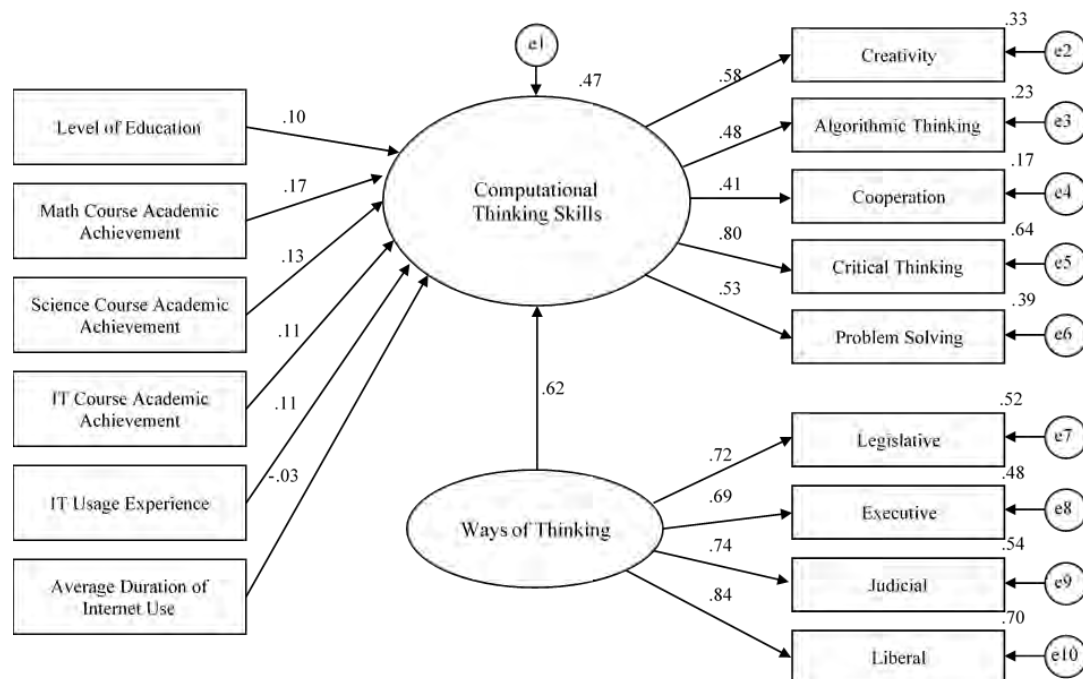 e1
.47
Level of Education
.10
Math Course Academic
Achievement
.17
Science Course Academic
Achievement
.13
IT Course Academic
Achievement
.11
IT Usage Experience
.11
Average Duration of
Internet Use
-.03
Computational
Thinking Skills
.62
Ways of Thinking
.58
Creativity
.33
e2
.48
Algorithmic Thinking
.23
e3
.41
Cooperation
.17
e4
.80
Critical Thinking
.64
e5
.53
Problem Solving
.39
e6
.72
Legislative
.52
e7
.69
Executive
.48
e8
.74
Judicial
.54
e9
.84
Liberal
.70
e10